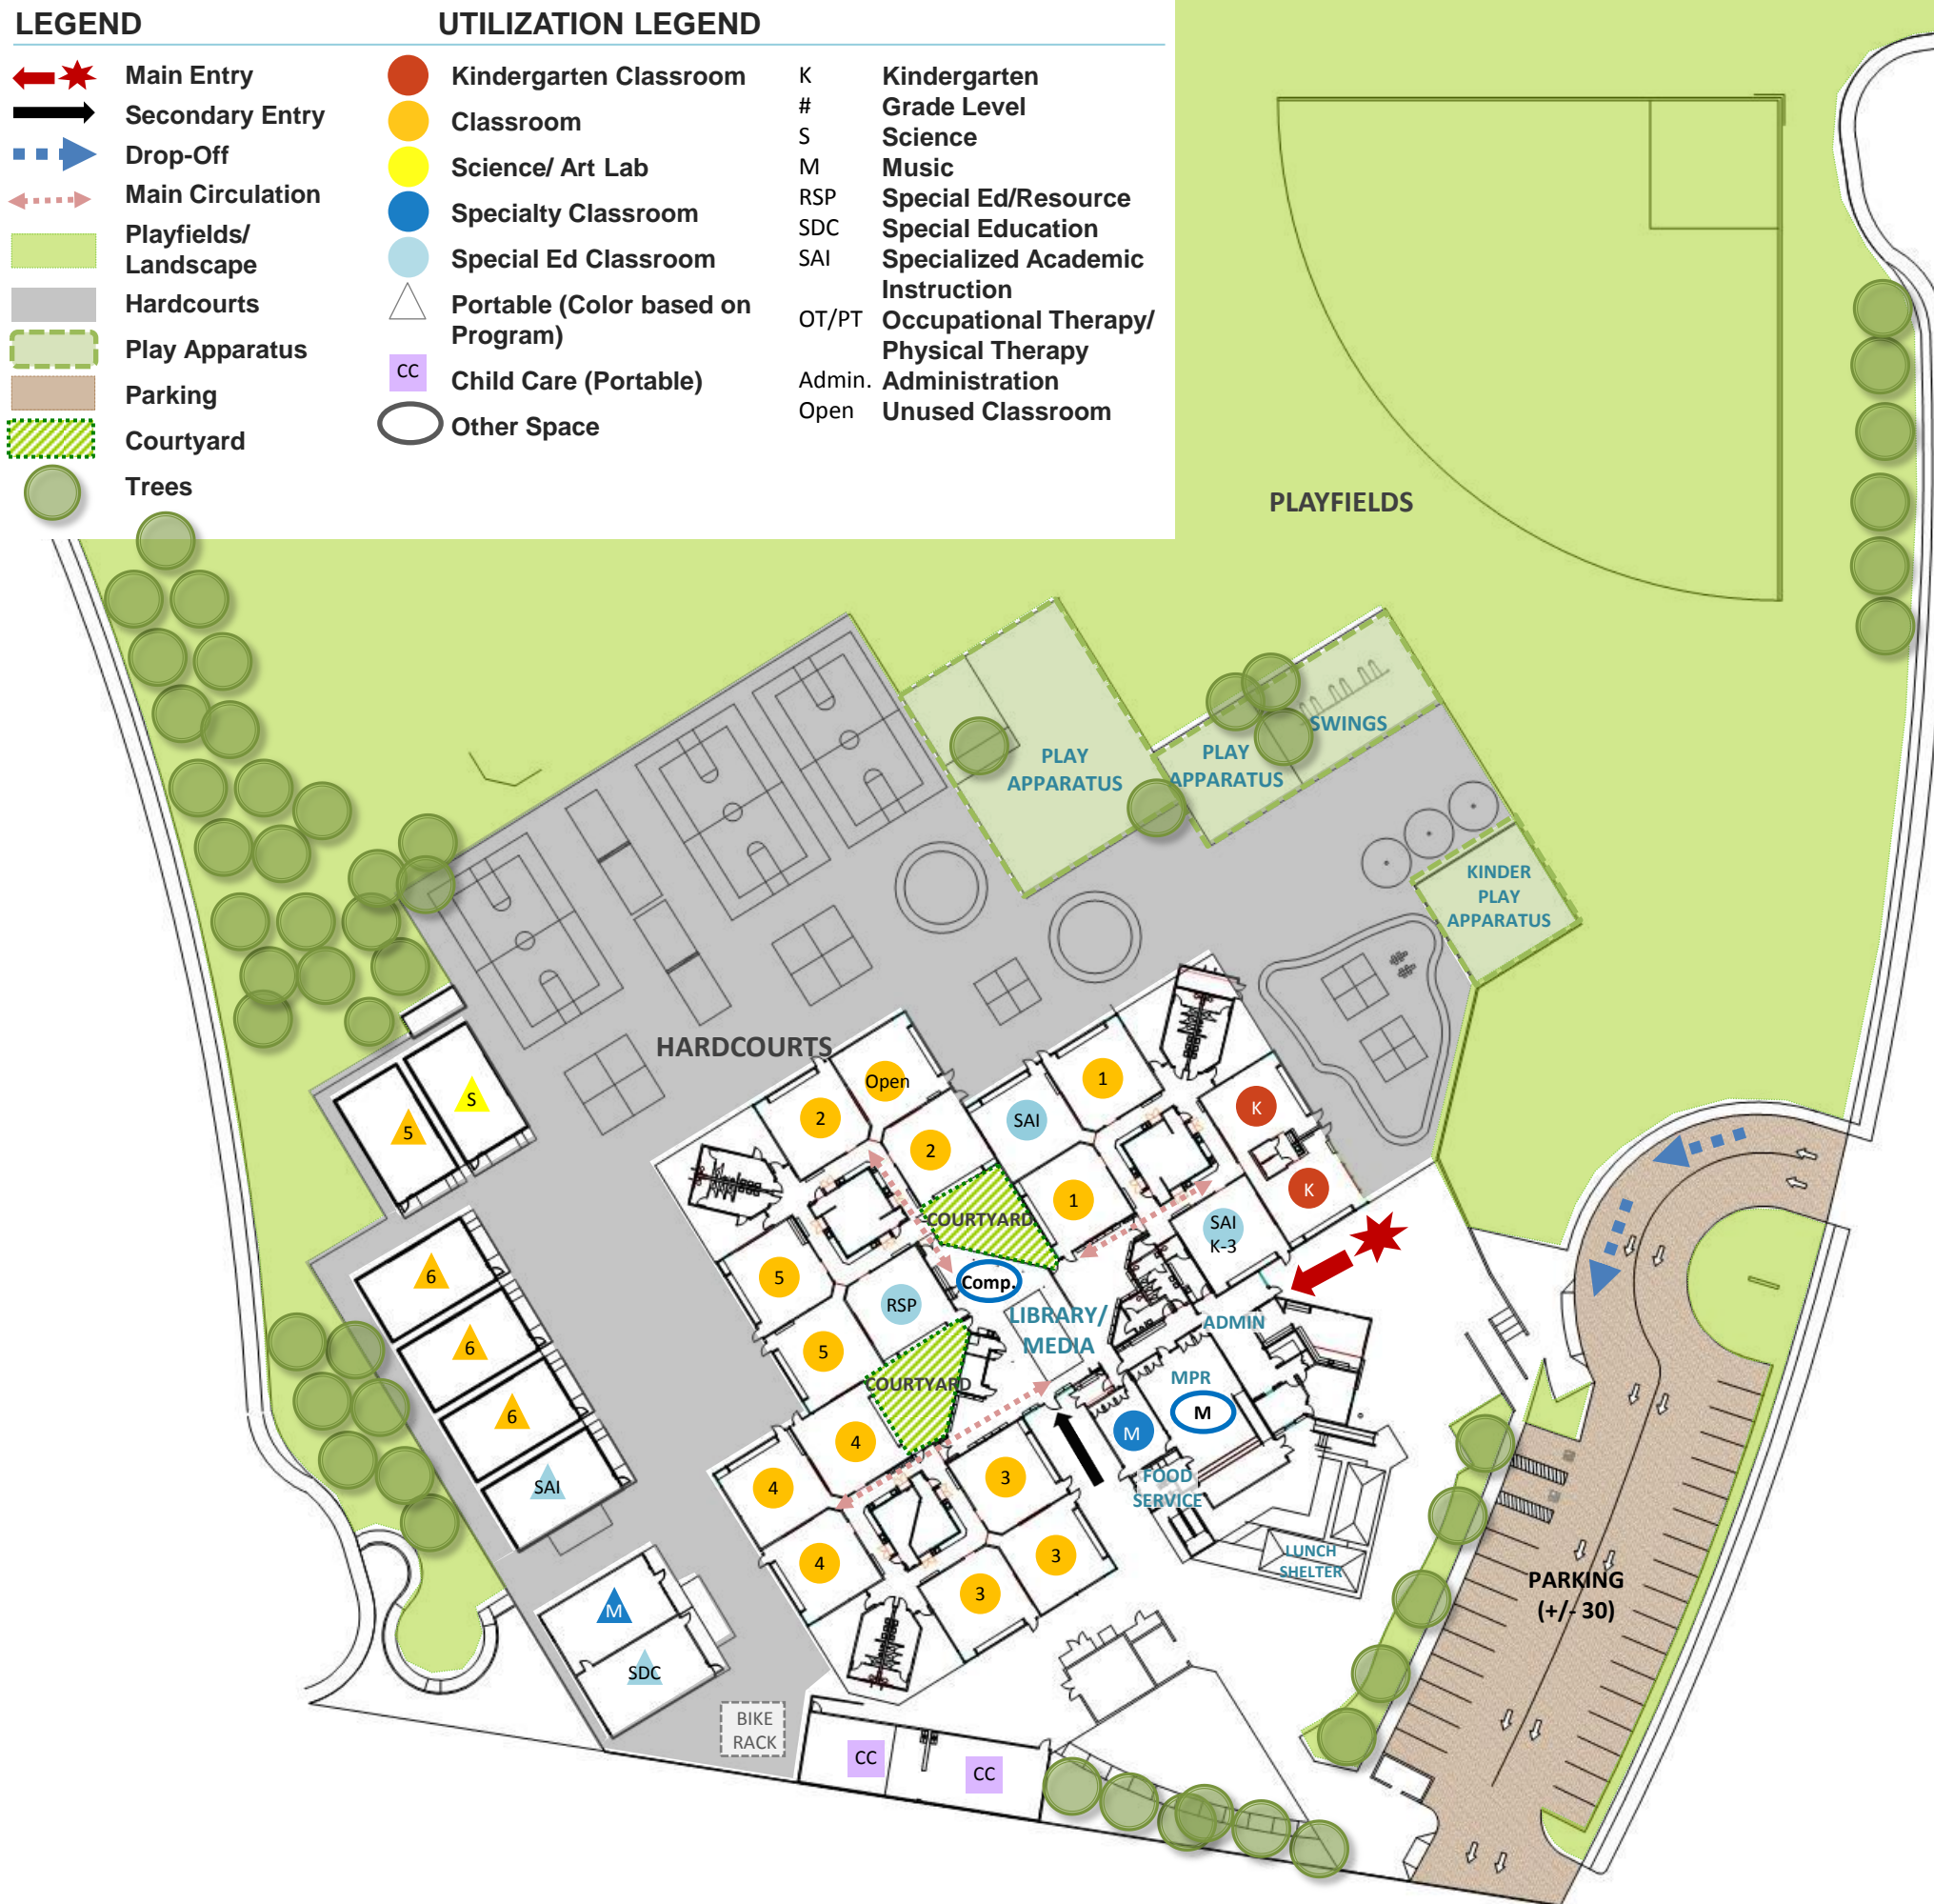 LEGEND
Main Entry
Secondary Entry
Drop-Off
Main Circulation
Playfields/
Landscape
Hardcourts
Play Apparatus
Parking
Courtyard
Trees
UTILIZATION LEGEND
Kindergarten Classroom
Classroom
Science/ Art Lab
Specialty Classroom
Special Ed Classroom
Portable (Color based on
Program)
CC Child Care (Portable)
Other Space
K Kindergarten
# Grade Level
S Science
M Music
RSP Special Ed/Resource
SDC Special Education
SAI Specialized Academic
Instruction
OT/PT Occupational Therapy/
Physical Therapy
Admin. Administration
Open Unused Classroom
PLAYFIELDS
SWINGS
PLAY
APPARATUS
PLAY
APPARATUS
KINDER
PLAY
APPARATUS
HARDCOURTS
S
5
Open
2
2
1
SAI
1
K
K
SAI
K-3
COURTYARD
6
6
6
SAI
5
RSP
5
Comp.
LIBRARY/
MEDIA
ADMIN
COURTYARD
MPR
M
M
4
4
4
3
3
3
FOOD
SERVICE
LUNCH
SHELTER
PARKING
(+/- 30)
M
SDC
BIKE
RACK
CC
CC